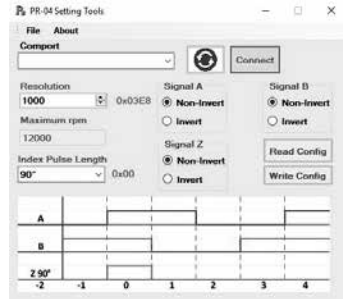 PR-04 Setting Tools
File About
Comport
Connect
Resolution
1000 0x03E8
Maximum rpm
12000
Index Pulse Length
90° 0x00
Signal A
Non-Invert
Invert
Signal Z
Non-Invert
Invert
Signal B
Non-Invert
Invert
Read Config
Write Config
A
B
Z 90°
-2 -1 0 1 2 3 4